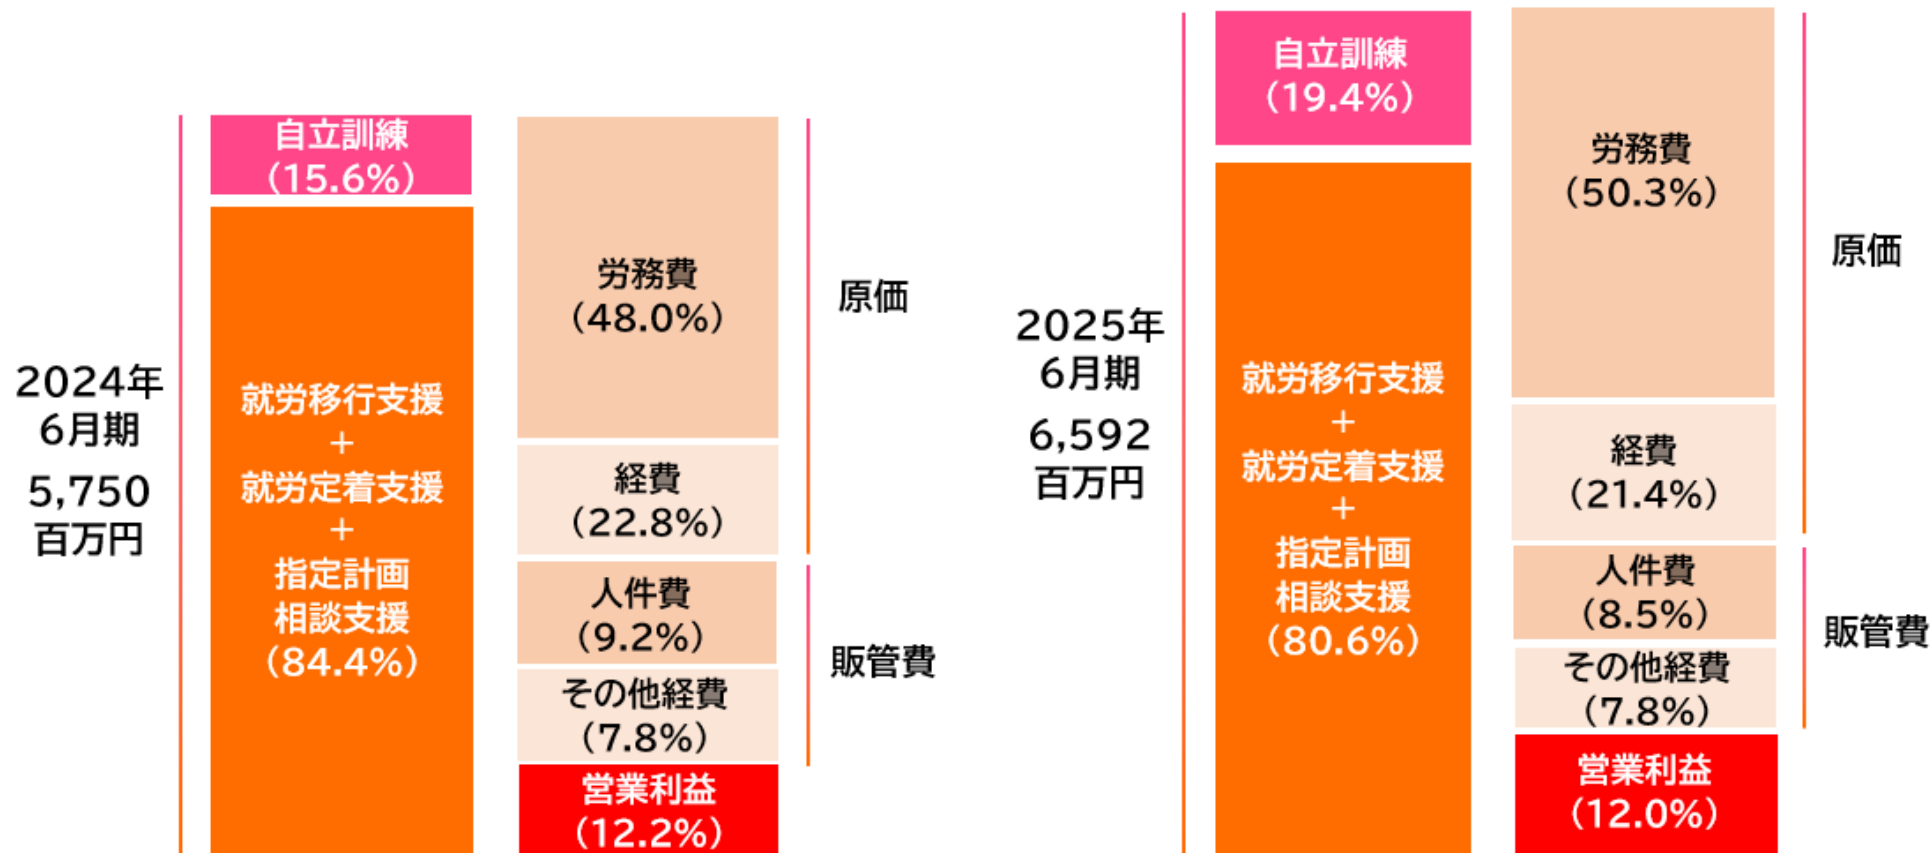 2024年
6月期
5,750
百万円
自立訓練
(15.6%)
就労移行支援
+
就労定着支援
+
指定計画
相談支援
(84.4%)
労務費
(48.0%)
経費
(22.8%)
人件費
(9.2%)
その他経費
(7.8%)
営業利益
(12.2%)
原価
販管費
2025年
6月期
6,592
百万円
自立訓練
(19.4%)
就労移行支援
+
就労定着支援
+
指定計画
相談支援
(80.6%)
労務費
(50.3%)
経費
(21.4%)
人件費
(8.5%)
その他経費
(7.8%)
営業利益
(12.0%)
原価
販管費